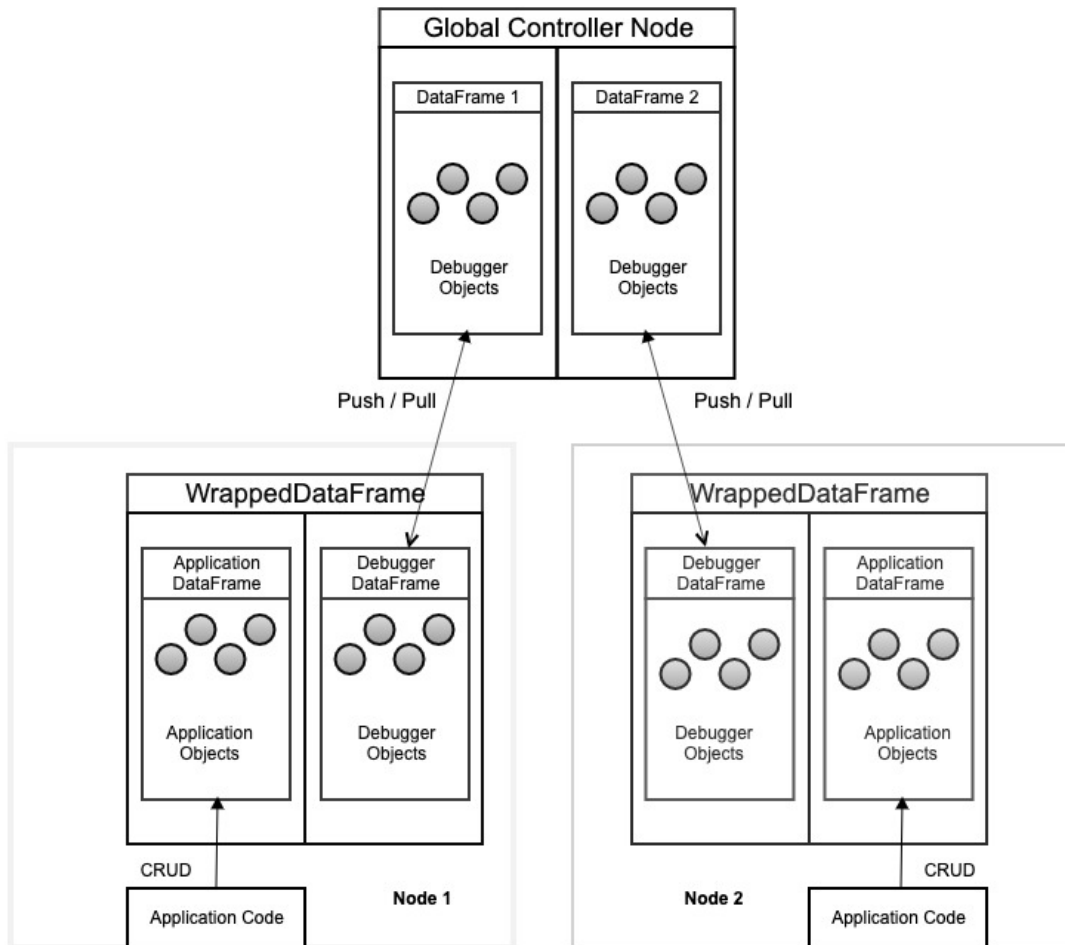 Global Controller Node
DataFrame 1
DataFrame 2
Debugger
Objects
Debugger
Objects
Push / Pull
Push / Pull
WrappedDataFrame
Application
DataFrame
Debugger
DataFrame
Application
Objects
Debugger
Objects
CRUD
Application Code
Node 1
WrappedDataFrame
Debugger
DataFrame
Application
DataFrame
Debugger
Objects
Application
Objects
CRUD
Node 2
Application Code